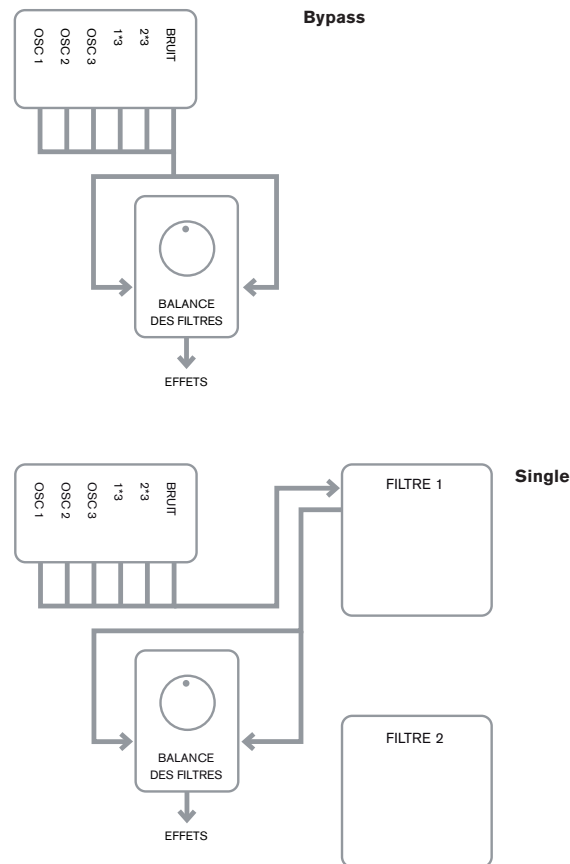 Bypass
OSC 1
OSC 2
OSC 3
1*3
2*3
BRUIT
BALANCE
DES FILTRES
EFFETS
Single
OSC 1
OSC 2
OSC 3
1*3
2*3
BRUIT
FILTRE 1
BALANCE
DES FILTRES
FILTRE 2
EFFETS